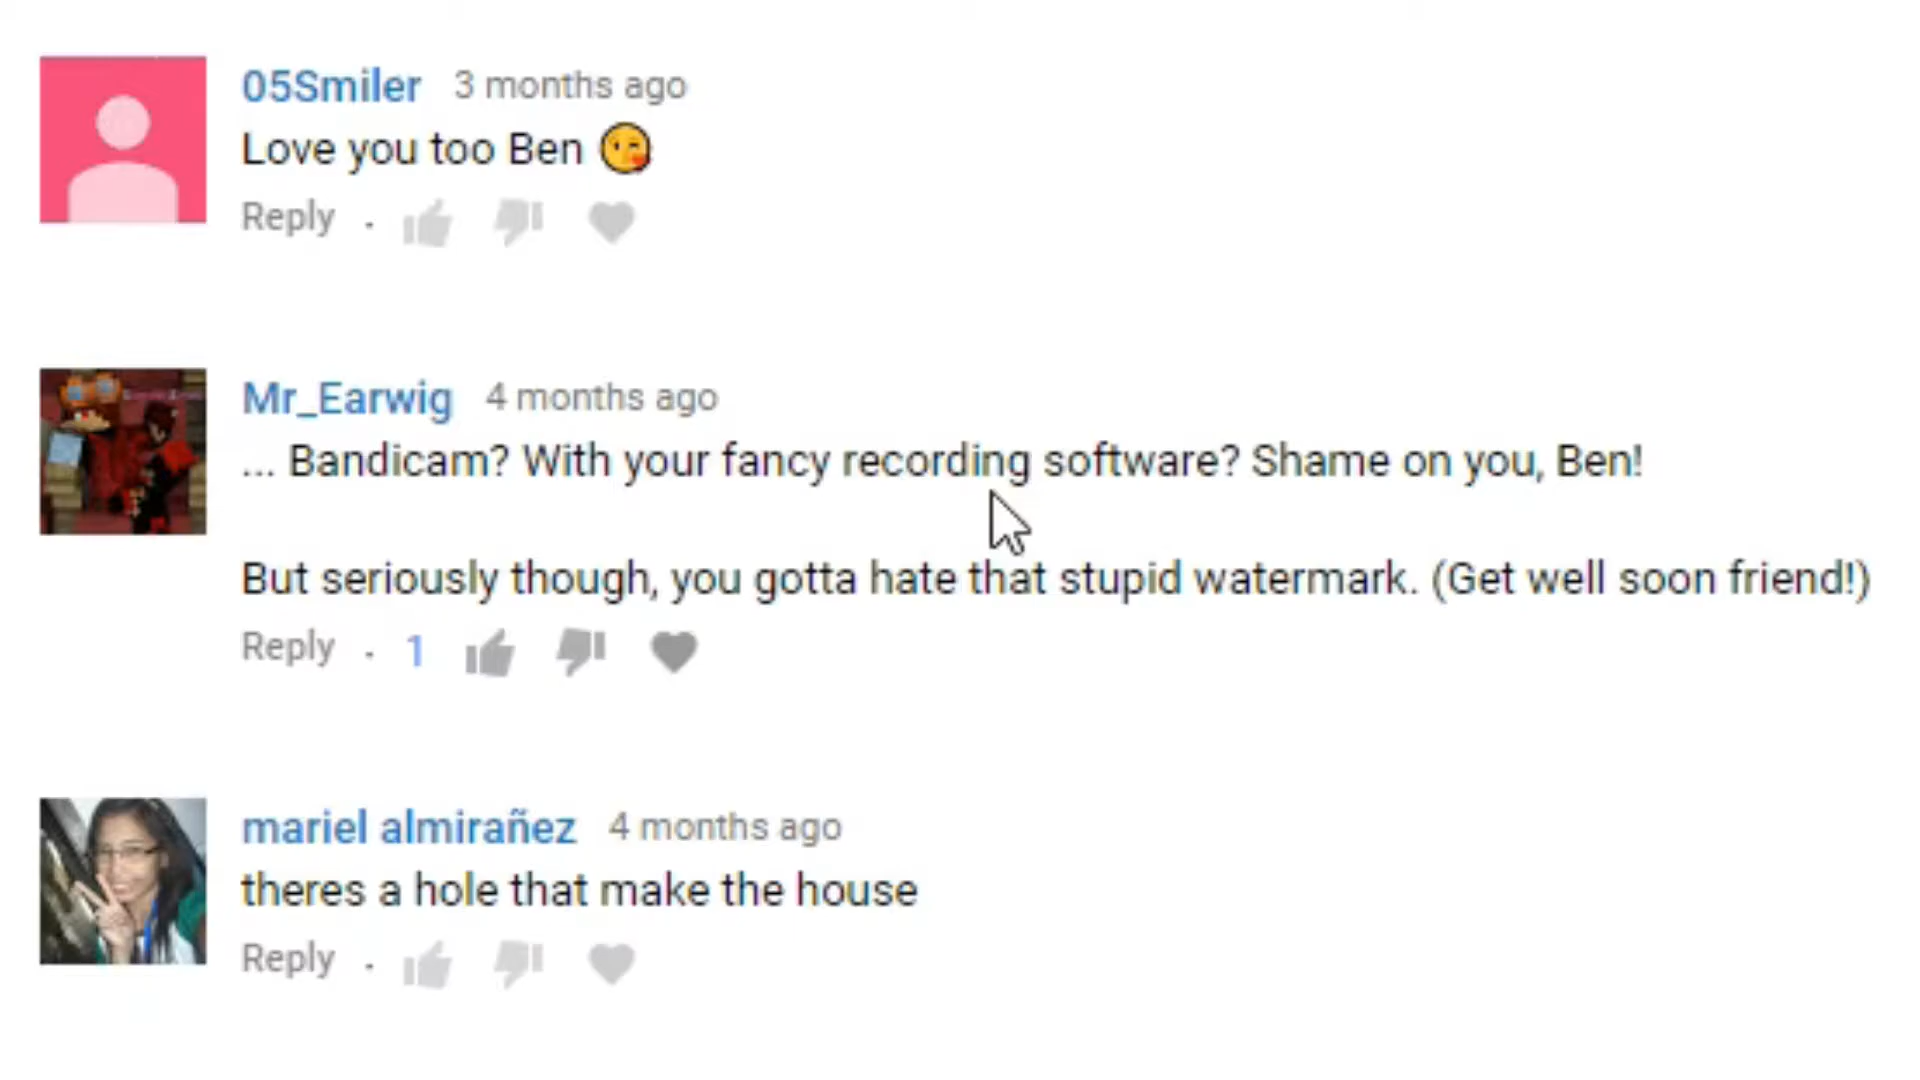 05Smiler 3 months ago
Love you too Ben 😘
Reply .
Mr_Earwig 4 months ago
... Bandicam? With your fancy recording software? Shame on you, Ben!
But seriously though, you gotta hate that stupid watermark. (Get well soon friend!)
Reply . 1
mariel almirañez 4 months ago
theres a hole that make the house
Reply .